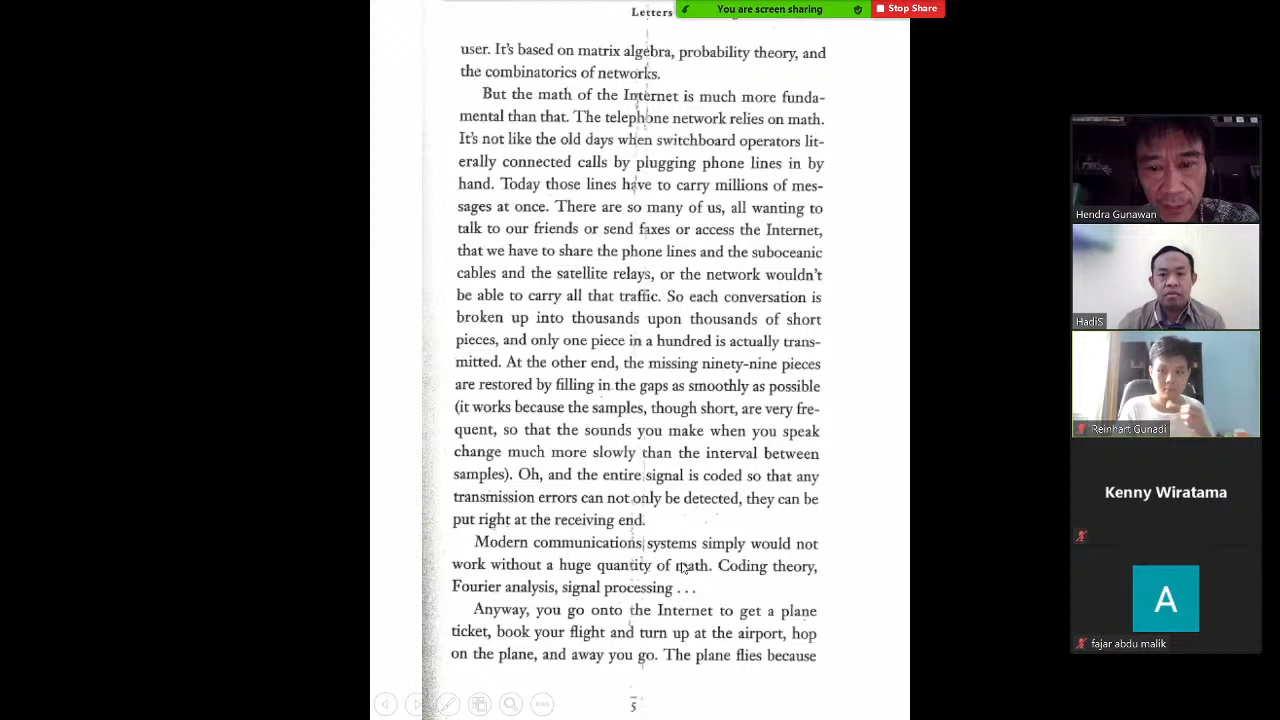 Letters
You are screen sharing
Stop Share
user. It's based on matrix algebra, probability theory, and
the combinatorics of networks.
But the math of the Internet is much more funda-
mental than that. The telephone network relies on math.
It's not like the old days when switchboard operators lit-
erally connected calls by plugging phone lines in by
hand. Today those lines have to carry millions of mes-
sages at once. There are so many of us, all wanting to
talk to our friends or send faxes or access the Internet,
that we have to share the phone lines and the suboceanic
cables and the satellite relays, or the network wouldn't
be able to carry all that traffic. So each conversation is
broken up into thousands upon thousands of short
pieces, and only one piece in a hundred is actually trans-
mitted. At the other end, the missing ninety-nine pieces
are restored by filling in the gaps as smoothly as possible
(it works because the samples, though short, are very fre-
quent, so that the sounds you make when you speak
change much more slowly than the interval between
samples). Oh, and the entire signal is coded so that any
transmission errors can not only be detected, they can be
put right at the receiving end.
Modern communications systems simply would not
work without a huge quantity of math. Coding theory,
Fourier analysis, signal processing ...
Anyway, you go onto the Internet to get a plane
ticket, book your flight and turn up at the airport, hop
on the plane, and away you go. The plane flies because
5
Hendra Gunawan
HadiS
Reinhart Gunadi
Kenny Wiratama
A
fajar abdu malik